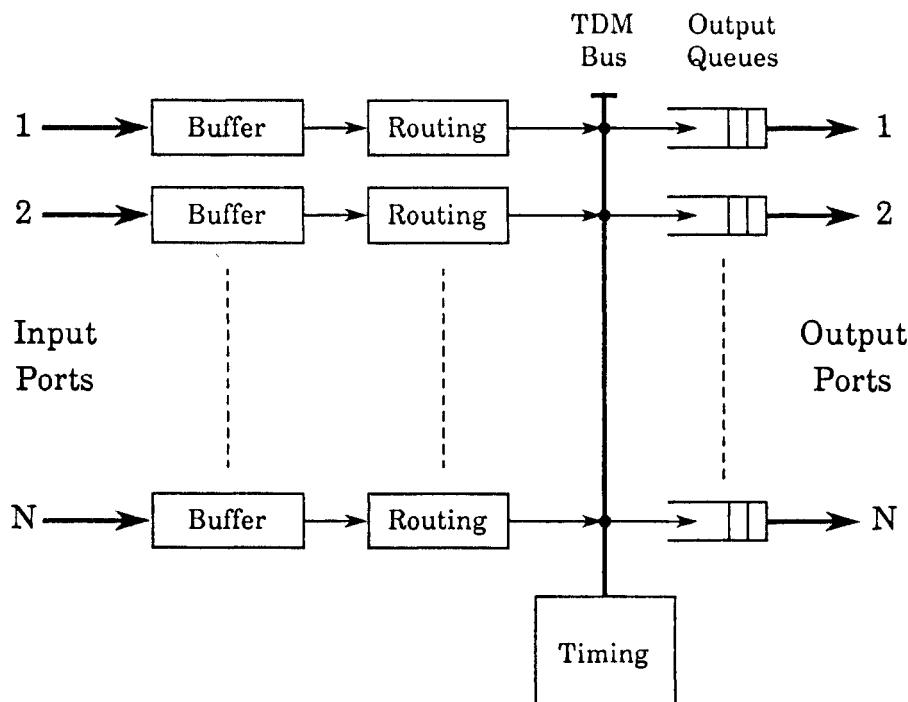 TDM
Bus
Output
Queues
1 Buffer Routing 1
2 Buffer Routing 2
Input
Ports
Output
Ports
N Buffer Routing N
Timing